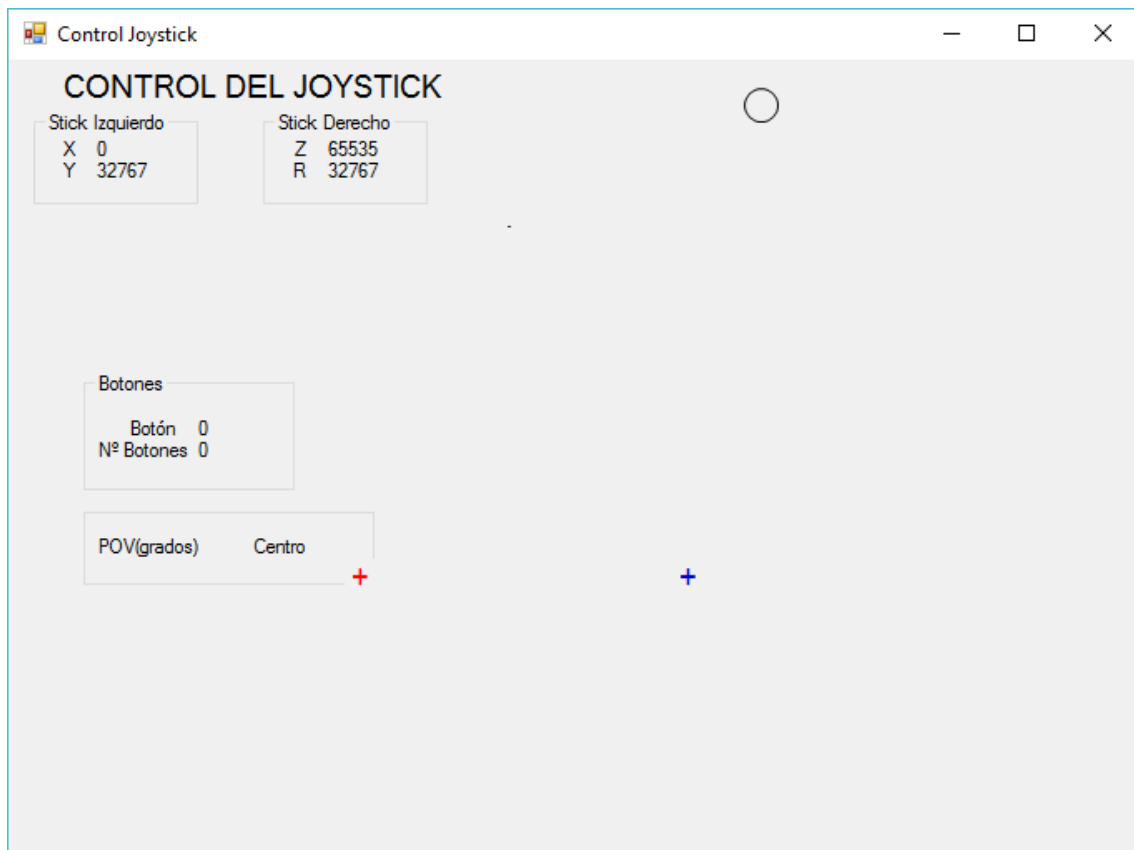 Control Joystick
CONTROL DEL JOYSTICK
Stick Izquierdo
X 0
Y 32767
Stick Derecho
Z 65535
R 32767
-
Botones
Botón 0
Nº Botones 0
POV(grados) Centro
+ +